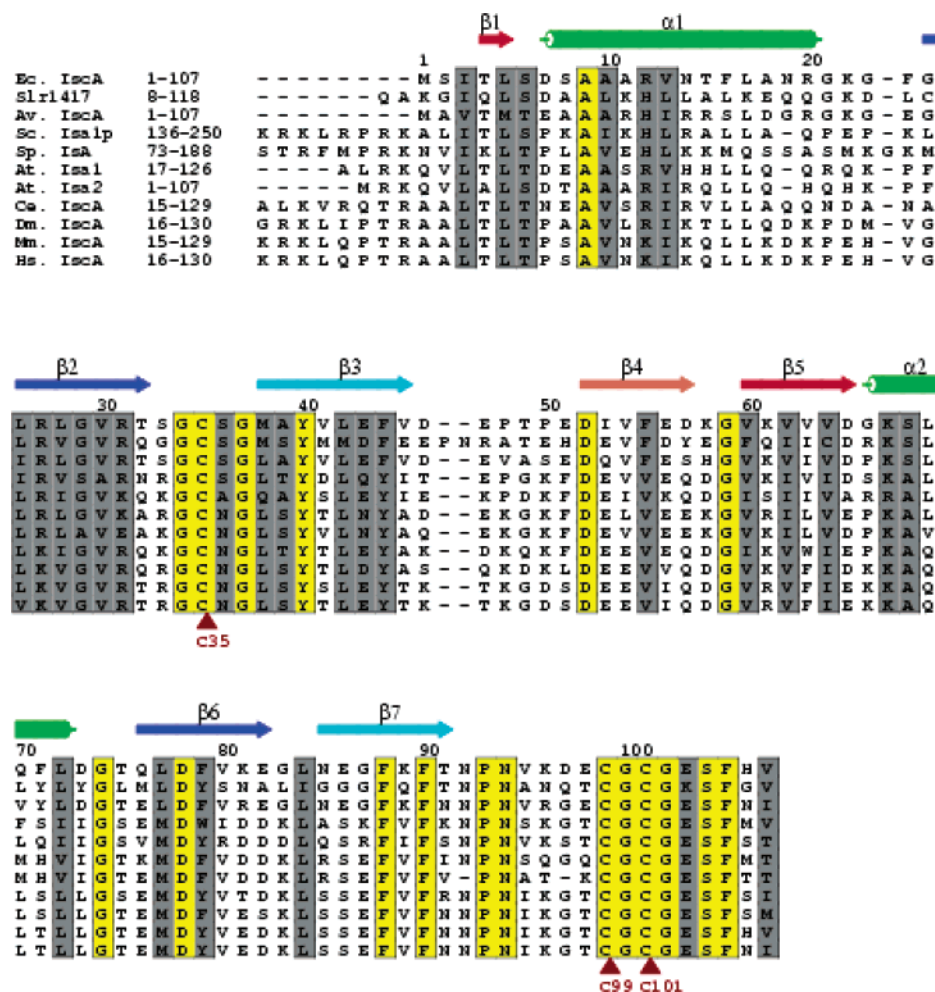 β1 α1
1 10 20
Ec. IscA 1-107 - - - - - - - - M S I T L S D S A A A R V N T F L A N R G K G - F G
Slr1417 8-118 - - - - - - Q A K G I Q L S D A A L K H L L A L K E Q Q G K D - L C
Av. IscA 1-107 - - - - - - - - M A V T M T E A A A R H I R R S L D G R G K G - E G
Sc. Isa1p 136-250 K R K L R P R K A L I T L S P K A I K H L R A L L A - Q P E P - K L
Sp. IsA 73-188 S T R F M P R K N V I K L T P L A V E H L K K M Q S S A S M K G K M
At. Isa1 17-126 - - - - A L R K Q V L T L T D E A A S R V H H L L Q - Q R Q K - P F
At. Isa2 1-107 - - - - - M R K Q V L A L S D T A A A R I R Q L L Q - H Q H K - P F
Ce. IscA 15-129 A L K V R Q T R A A L T L T N E A V S R I R V L L A Q Q N D A - N A
Dm. IscA 16-130 G R K L I P T R A A L T L T P A A V L R I K T L L Q D K P D M - V G
Mm. IscA 15-129 K R K L Q P T R A A L T L T P S A V N K I K Q L L K D K P E H - V G
Hs. IscA 16-130 K R K L Q P T R A A L T L T P S A V N K I K Q L L K D K P E H - V G
β2 β3 β4 β5 α2
30 40 50 60
L R L G V R T S G C S G M A Y V L E F V D - - E P T P E D I V F E D K G V K V V V D G K S L
L R V G V R Q G G C S G M S Y M M D F E E P N R A T E H D E V F D Y E G F Q I I C D R K S L
I R L G V R T S G C S G L A Y V L E F V D - - E V A S E D Q V F E S H G V K V I V D P K S L
I R V S A R N R G C S G L T Y D L Q Y I T - - E P G K F D E V V E Q D G V K I V I D S K A L
L R I G V K Q K G C A G Q A Y S L E Y I E - - K P D K F D E I V K Q D G I S I I V A R R A L
L R L G V K A R G C N G L S Y T L N Y A D - - E K G K F D E L V E E K G V R I L V E P K A L
L R L A V E A K G C N G L S Y V L N Y A Q - - E K G K F D E V V E E K G V K I L V D P K A V
L K I G V R Q K G C N G L T Y T L E Y A K - - D K Q K F D E E V E Q D G I K V W I E P K A Q
L K V G V R Q R G C N G L S Y T L D Y A S - - Q K D K L D E E V V Q D G V K V F I D K K A Q
L K V G V R T R G C N G L S Y S L E Y T K - - T K G D S D E E V I Q D G V R V F I E K K A Q
V K V G V R T R G C N G L S Y T L E Y T K - - T K G D S D E E V I Q D G V R V F I E K K A Q
C35
β6 β7
70 80 90 100
Q F L D G T Q L D F V K E G L N E G F K F T N P N V K D E C G C G E S F H V
L Y L Y G L M L D Y S N A L I G G G F Q F T N P N A N Q T C G C G K S F G V
V Y L D G T E L D F V R E G L N E G F K F N N P N V R G E C G C G E S F N I
F S I I G S E M D W I D D K L A S K F V F K N P N S K G T C G C G E S F M V
L Q I I G S V M D Y R D D D L Q S R F I F S N P N V K S T C G C G E S F S T
M H V I G T K M D F V D D K L R S E F V F I N P N S Q G Q C G C G E S F M T
M H V I G T E M D F V D D K L R S E F V F V - P N A T - K C G C G E S F T T
L S L L G S E M D Y V T D K L S S E F V F R N P N I K G T C G C G E S F S I
L S L L G T E M D F V E S K L S S E F V F N N P N I K G T C G C G E S F S M
L T L L G T E M D Y V E D K L S S E F V F N N P N I K G T C G C G E S F H V
L T L L G T E M D Y V E D K L S S E F V F N N P N I K G T C G C G E S F N I
C99 C101